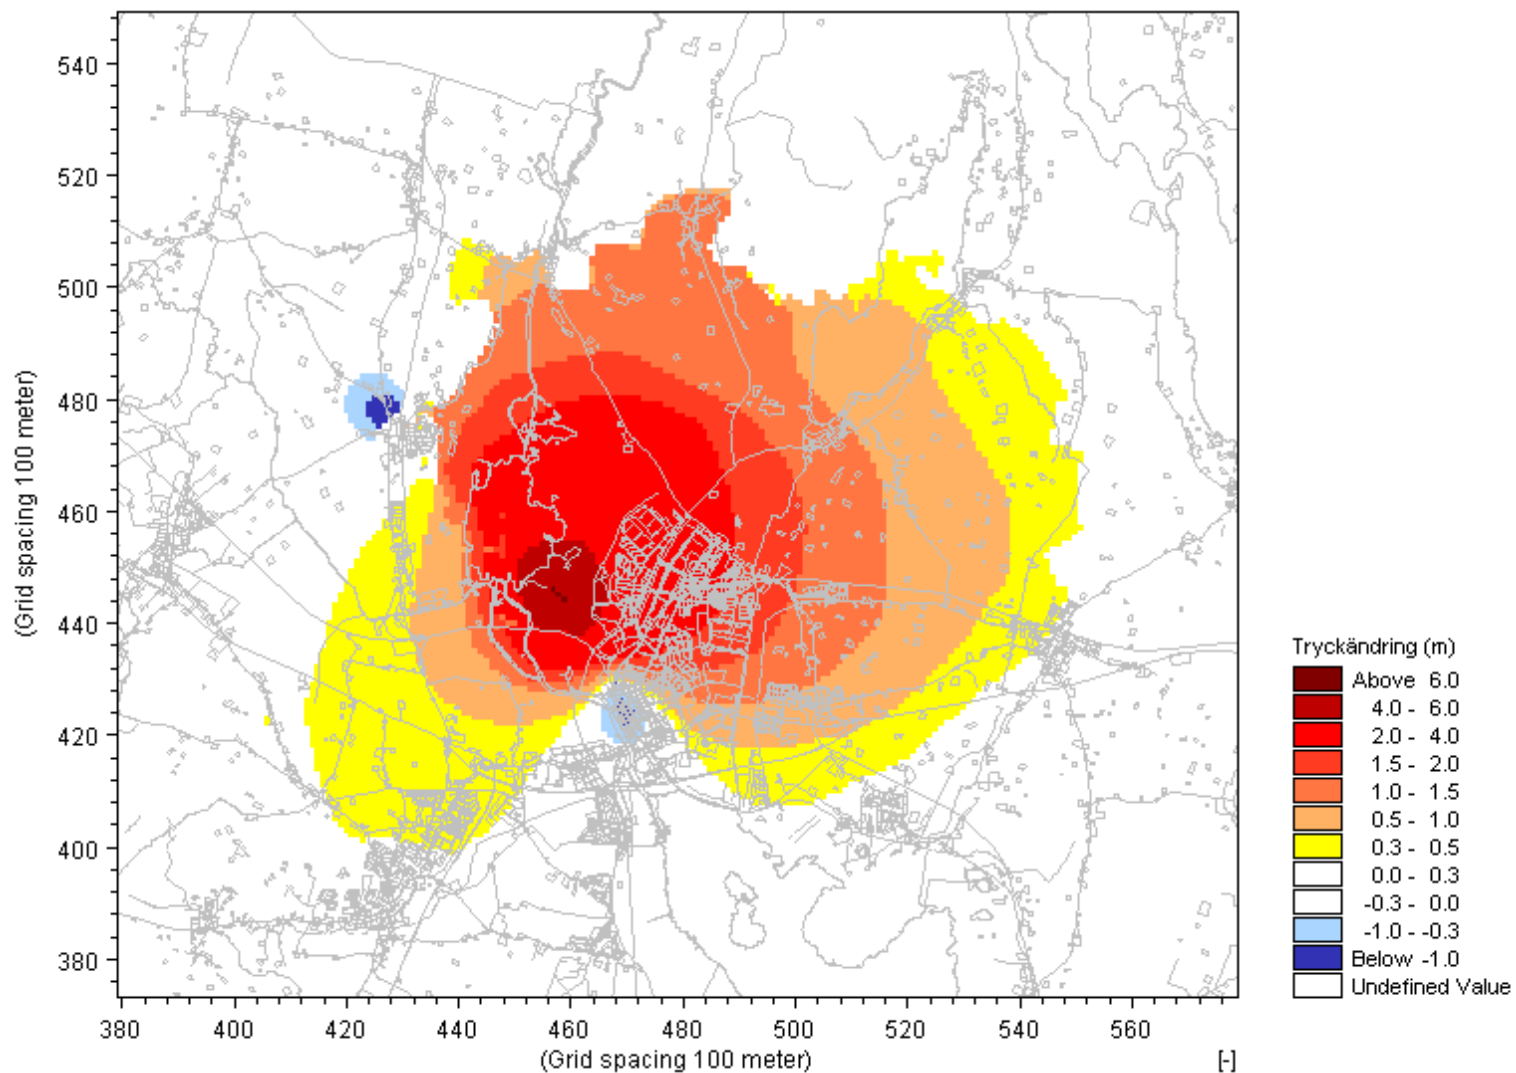 540
520
500
480
460
440
420
400
380
(Grid spacing 100 meter)
380 400 420 440 460 480 500 520 540 560
(Grid spacing 100 meter)
[-]
Tryckändring (m)
Above 6.0
4.0 - 6.0
2.0 - 4.0
1.5 - 2.0
1.0 - 1.5
0.5 - 1.0
0.3 - 0.5
0.0 - 0.3
-0.3 - 0.0
-1.0 - -0.3
Below -1.0
Undefined Value